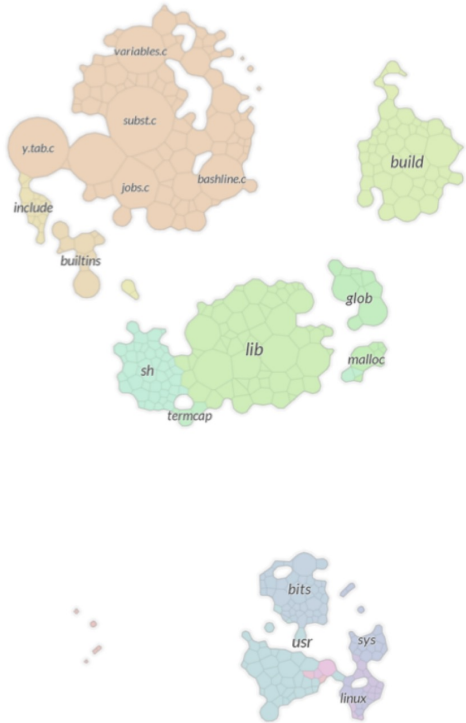 variables.c
subst.c
y.tab.c
build
jobs.c
bashline.c
include
builtins
glob
lib
malloc
sh
termcap
bits
usr
sys
linux